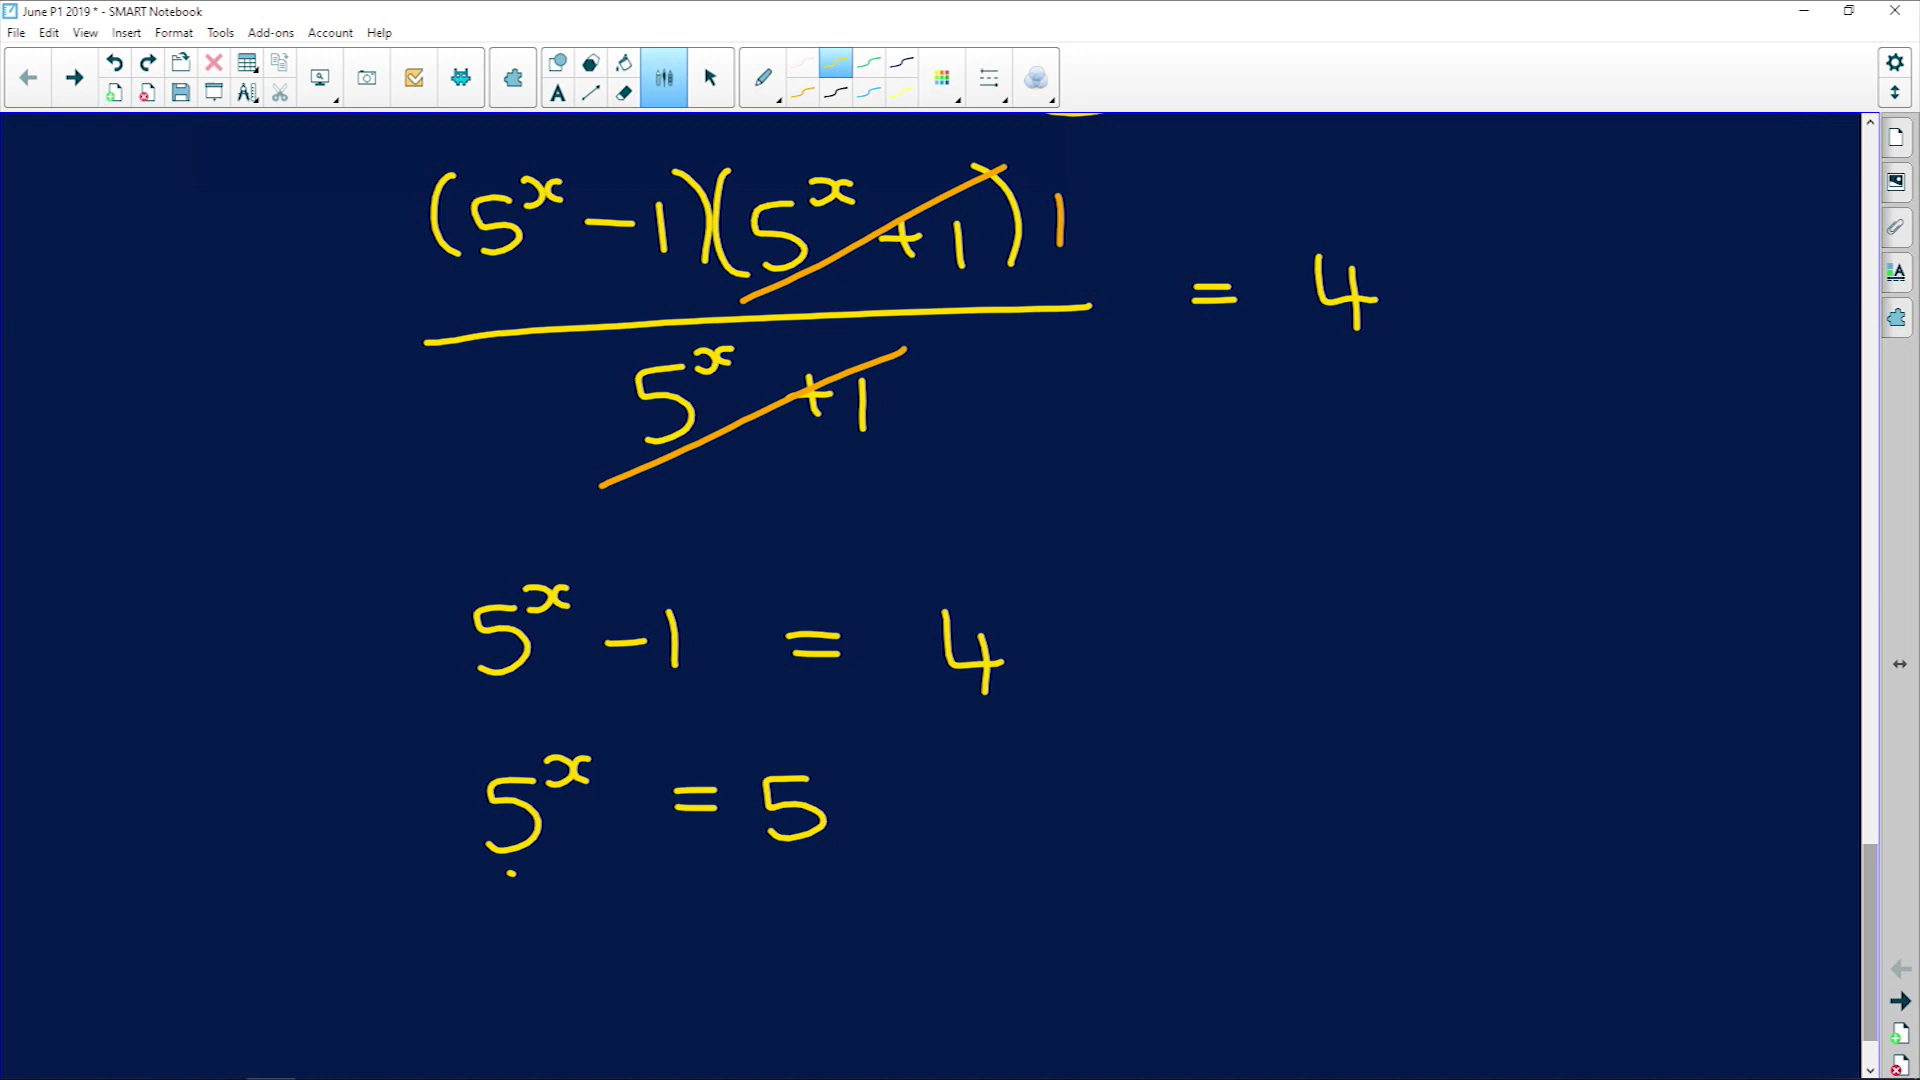 June P1 2019 * - SMART Notebook
File Edit View Insert Format Tools Add-ons Account Help
(5^x - 1)(5^x + 1) 1
5^x + 1
= 4
5^x - 1 = 4
5^x = 5